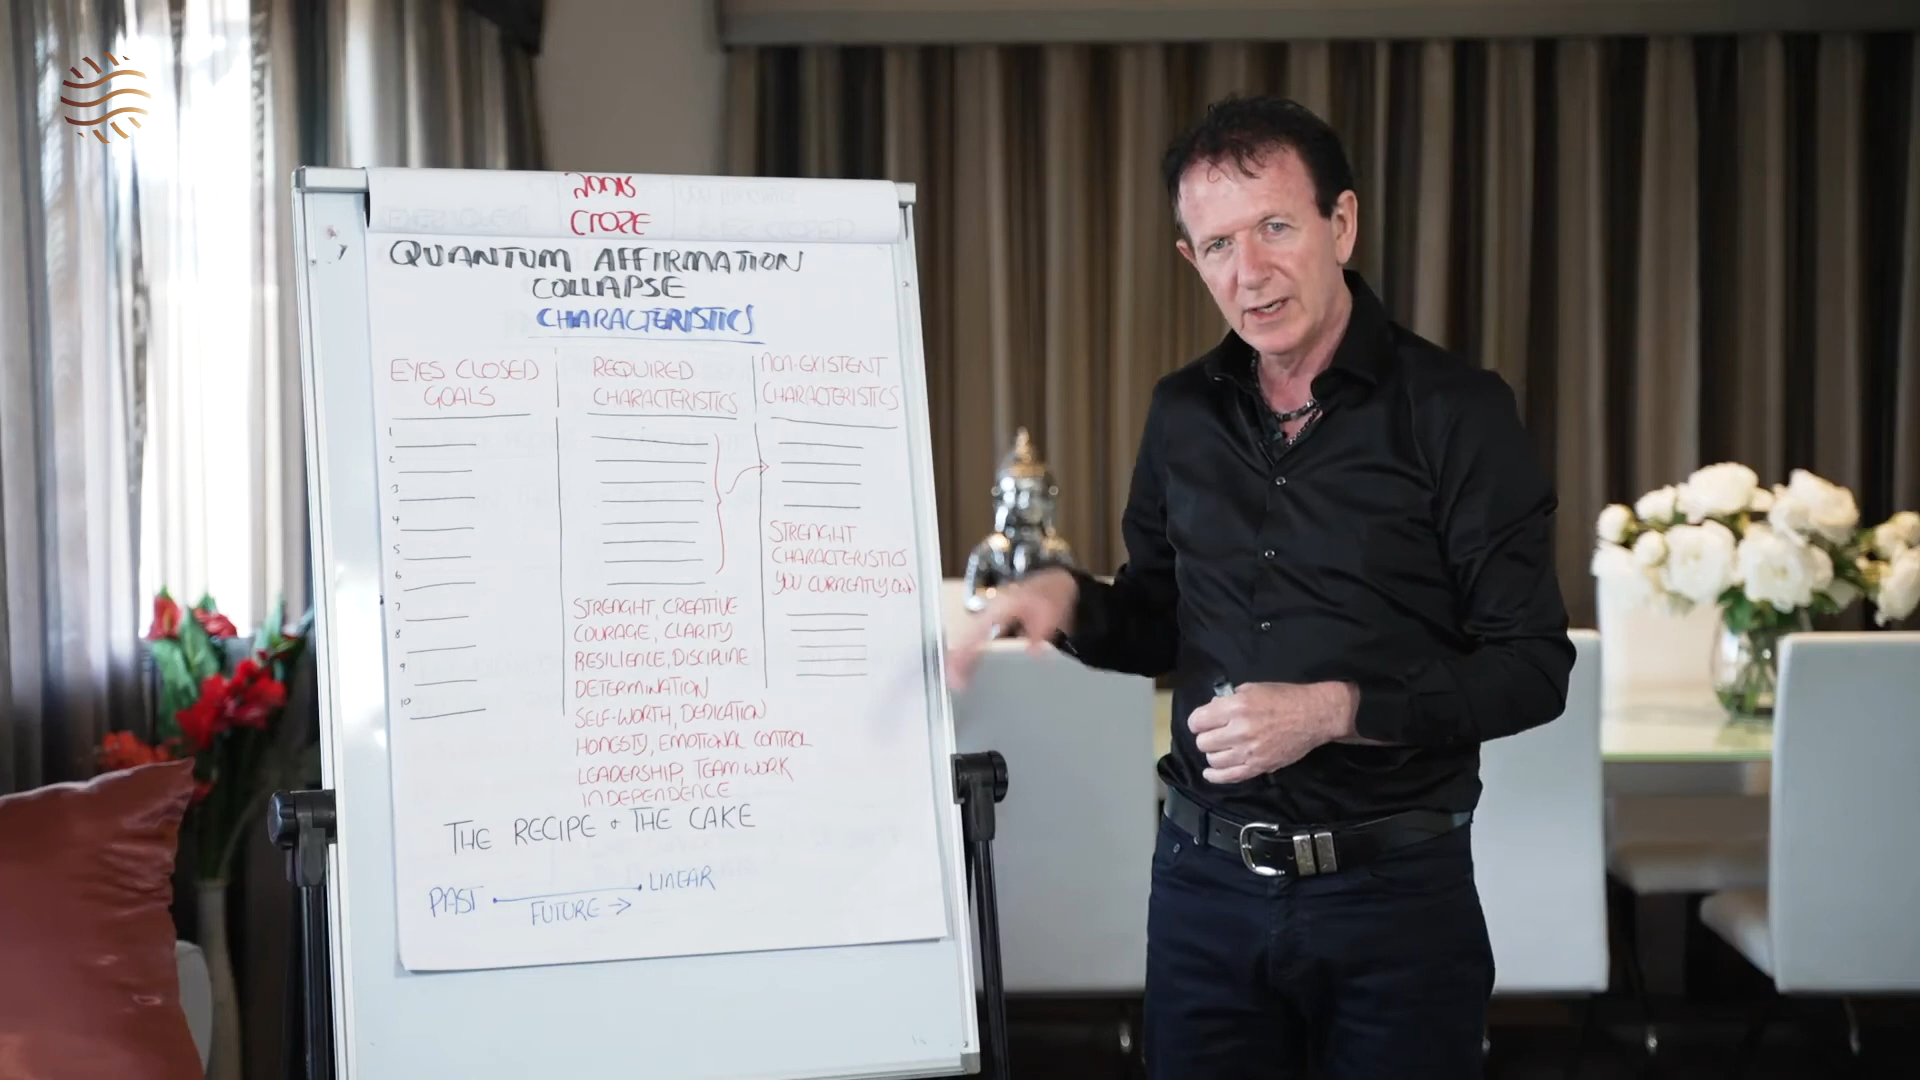 ZOOM
CLOZE
QUANTUM AFFIRMATION
COLLAPSE
CHARACTERISTICS
EYES CLOSED
GOALS
1
2
3
4
5
6
7
8
9
10
REQUIRED
CHARACTERISTICS
STRENGHT, CREATIVE
COURAGE, CLARITY
RESILIENCE, DISCIPLINE
DETERMINATION
SELF-WORTH, DEDICATION
HONESTY, EMOTIONAL CONTROL
LEADERSHIP, TEAM WORK
INDEPENDENCE
NON-EXISTENT
CHARACTERISTICS
STRENGHT
CHARACTERISTICS
YOU CURRENTLY OWN
THE RECIPE + THE CAKE
PAST
LINEAR
FUTURE →